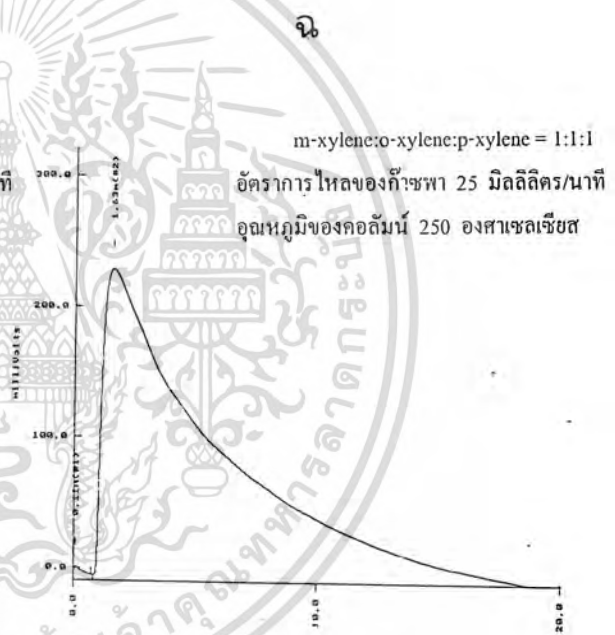 ฉ
m-xylene:o-xylene:p-xylene = 1:1:1
ที
อัตราการไหลของก๊าซพา 25 มิลลิลิตร/นาที
อุณหภูมิของคอลัมน์ 250 องศาเซลเซียส
300.0
200.0
100.0
0.0
millivolts
0.0
10.0
20.0